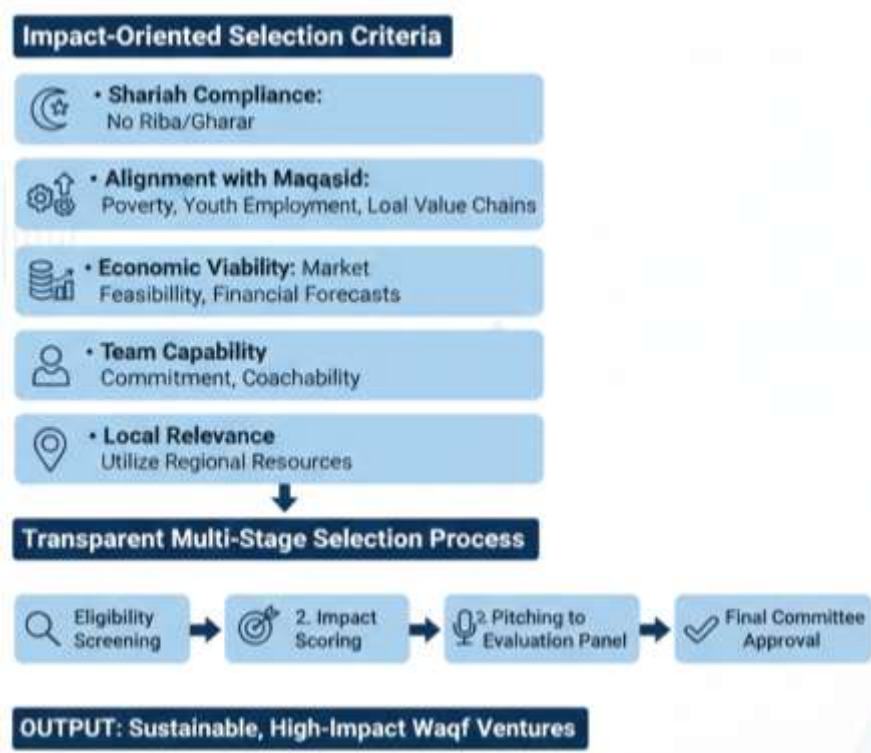 Impact-Oriented Selection Criteria
• Shariah Compliance:
No Riba/Gharar
• Alignment with Maqasid:
Poverty, Youth Employment, Loal Value Chains
• Economic Viability: Market
Feasibillity, Financial Forecasts
• Team Capability
Commitment, Coachability
• Local Relevance
Utilize Regional Resources
Transparent Multi-Stage Selection Process
Eligibility
Screening
2. Impact
Scoring
2 Pitching to
Evaluation Panel
Final Committee
Approval
OUTPUT: Sustainable, High-Impact Waqf Ventures